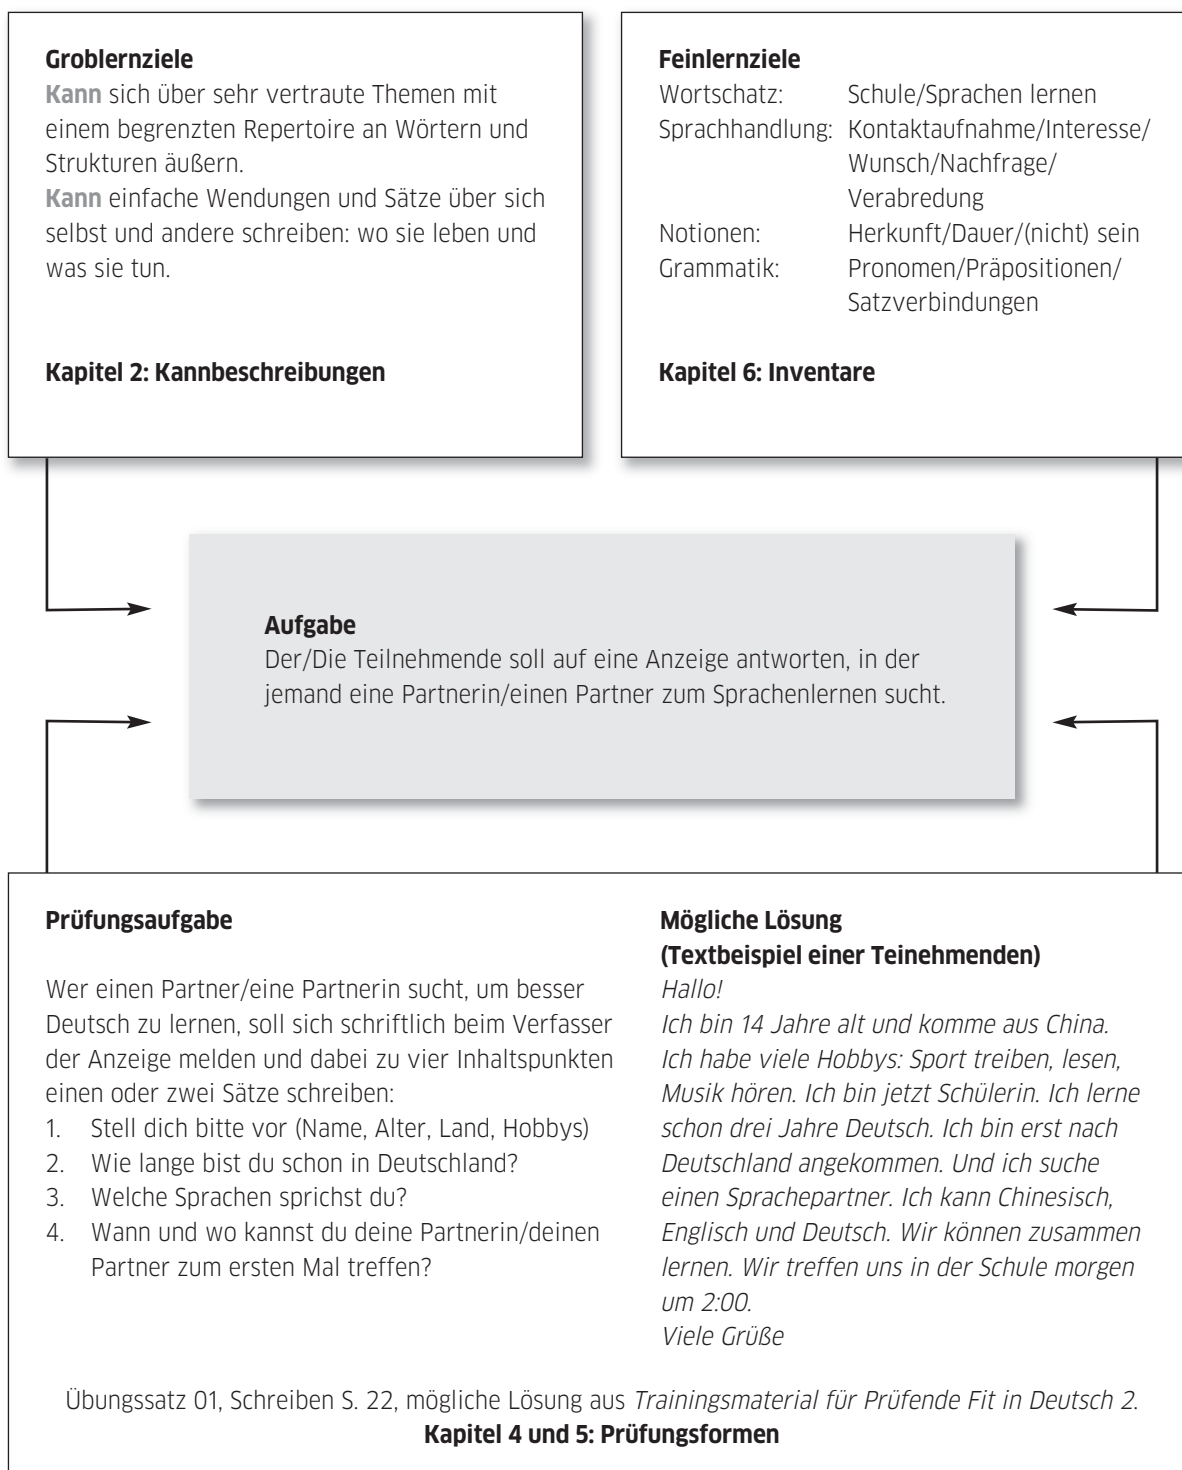 Groblernziele
Kann sich über sehr vertraute Themen mit
einem begrenzten Repertoire an Wörtern und
Strukturen äußern.
Kann einfache Wendungen und Sätze über sich
selbst und andere schreiben: wo sie leben und
was sie tun.
Kapitel 2: Kannbeschreibungen
Feinlernziele
Wortschatz: Schule/Sprachen lernen
Sprachhandlung: Kontaktaufnahme/Interesse/
Wunsch/Nachfrage/
Verabredung
Notionen: Herkunft/Dauer/(nicht) sein
Grammatik: Pronomen/Präpositionen/
Satzverbindungen
Kapitel 6: Inventare
Aufgabe
Der/Die Teilnehmende soll auf eine Anzeige antworten, in der
jemand eine Partnerin/einen Partner zum Sprachenlernen sucht.
Prüfungsaufgabe
Wer einen Partner/eine Partnerin sucht, um besser
Deutsch zu lernen, soll sich schriftlich beim Verfasser
der Anzeige melden und dabei zu vier Inhaltspunkten
einen oder zwei Sätze schreiben:
1. Stell dich bitte vor (Name, Alter, Land, Hobbys)
2. Wie lange bist du schon in Deutschland?
3. Welche Sprachen sprichst du?
4. Wann und wo kannst du deine Partnerin/deinen
Partner zum ersten Mal treffen?
Mögliche Lösung
(Textbeispiel einer Teinehmenden)
Hallo!
Ich bin 14 Jahre alt und komme aus China.
Ich habe viele Hobbys: Sport treiben, lesen,
Musik hören. Ich bin jetzt Schülerin. Ich lerne
schon drei Jahre Deutsch. Ich bin erst nach
Deutschland angekommen. Und ich suche
einen Sprachepartner. Ich kann Chinesisch,
Englisch und Deutsch. Wir können zusammen
lernen. Wir treffen uns in der Schule morgen
um 2:00.
Viele Grüße
Übungssatz 01, Schreiben S. 22, mögliche Lösung aus Trainingsmaterial für Prüfende Fit in Deutsch 2.
Kapitel 4 und 5: Prüfungsformen